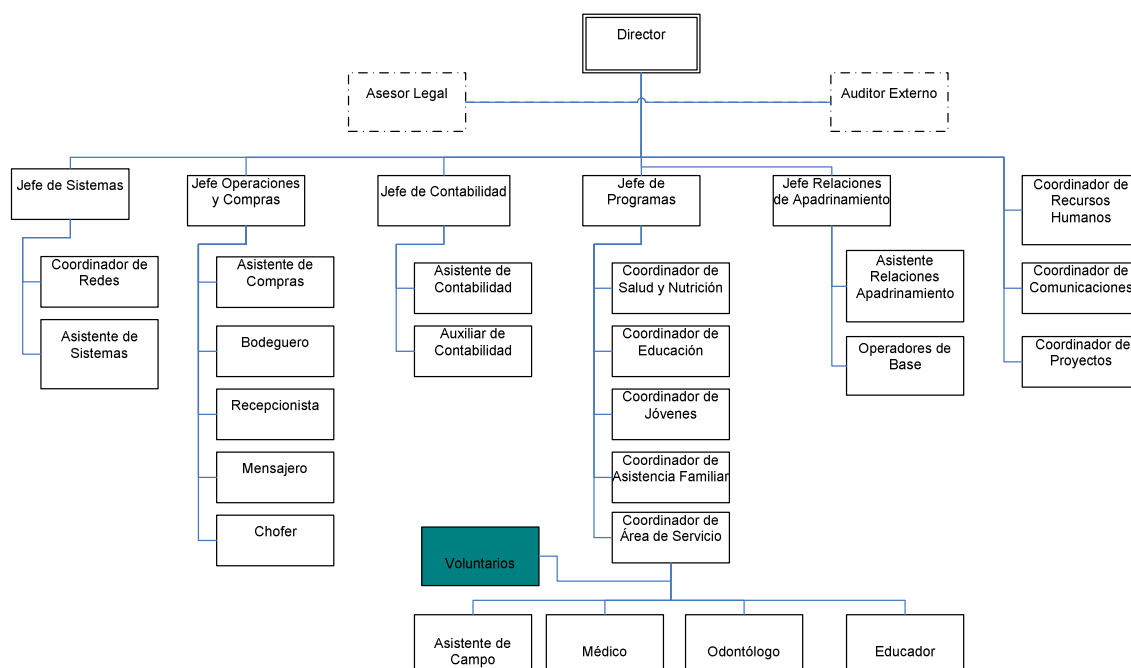 Director
Asesor Legal
Auditor Externo
Jefe de Sistemas
Jefe Operaciones
y Compras
Jefe de Contabilidad
Jefe de
Programas
Jefe Relaciones
de Apadrinamiento
Coordinador de
Recursos
Humanos
Coordinador de
Redes
Asistente de
Sistemas
Asistente de
Compras
Bodeguero
Recepcionista
Mensajero
Chofer
Asistente de
Contabilidad
Auxiliar de
Contabilidad
Coordinador de
Salud y Nutrición
Coordinador de
Educación
Coordinador de
Jóvenes
Coordinador de
Asistencia Familiar
Coordinador de
Área de Servicio
Asistente
Relaciones
Apadrinamiento
Operadores de
Base
Coordinador de
Comunicaciones
Coordinador de
Proyectos
Voluntarios
Asistente de
Campo
Médico
Odontólogo
Educador